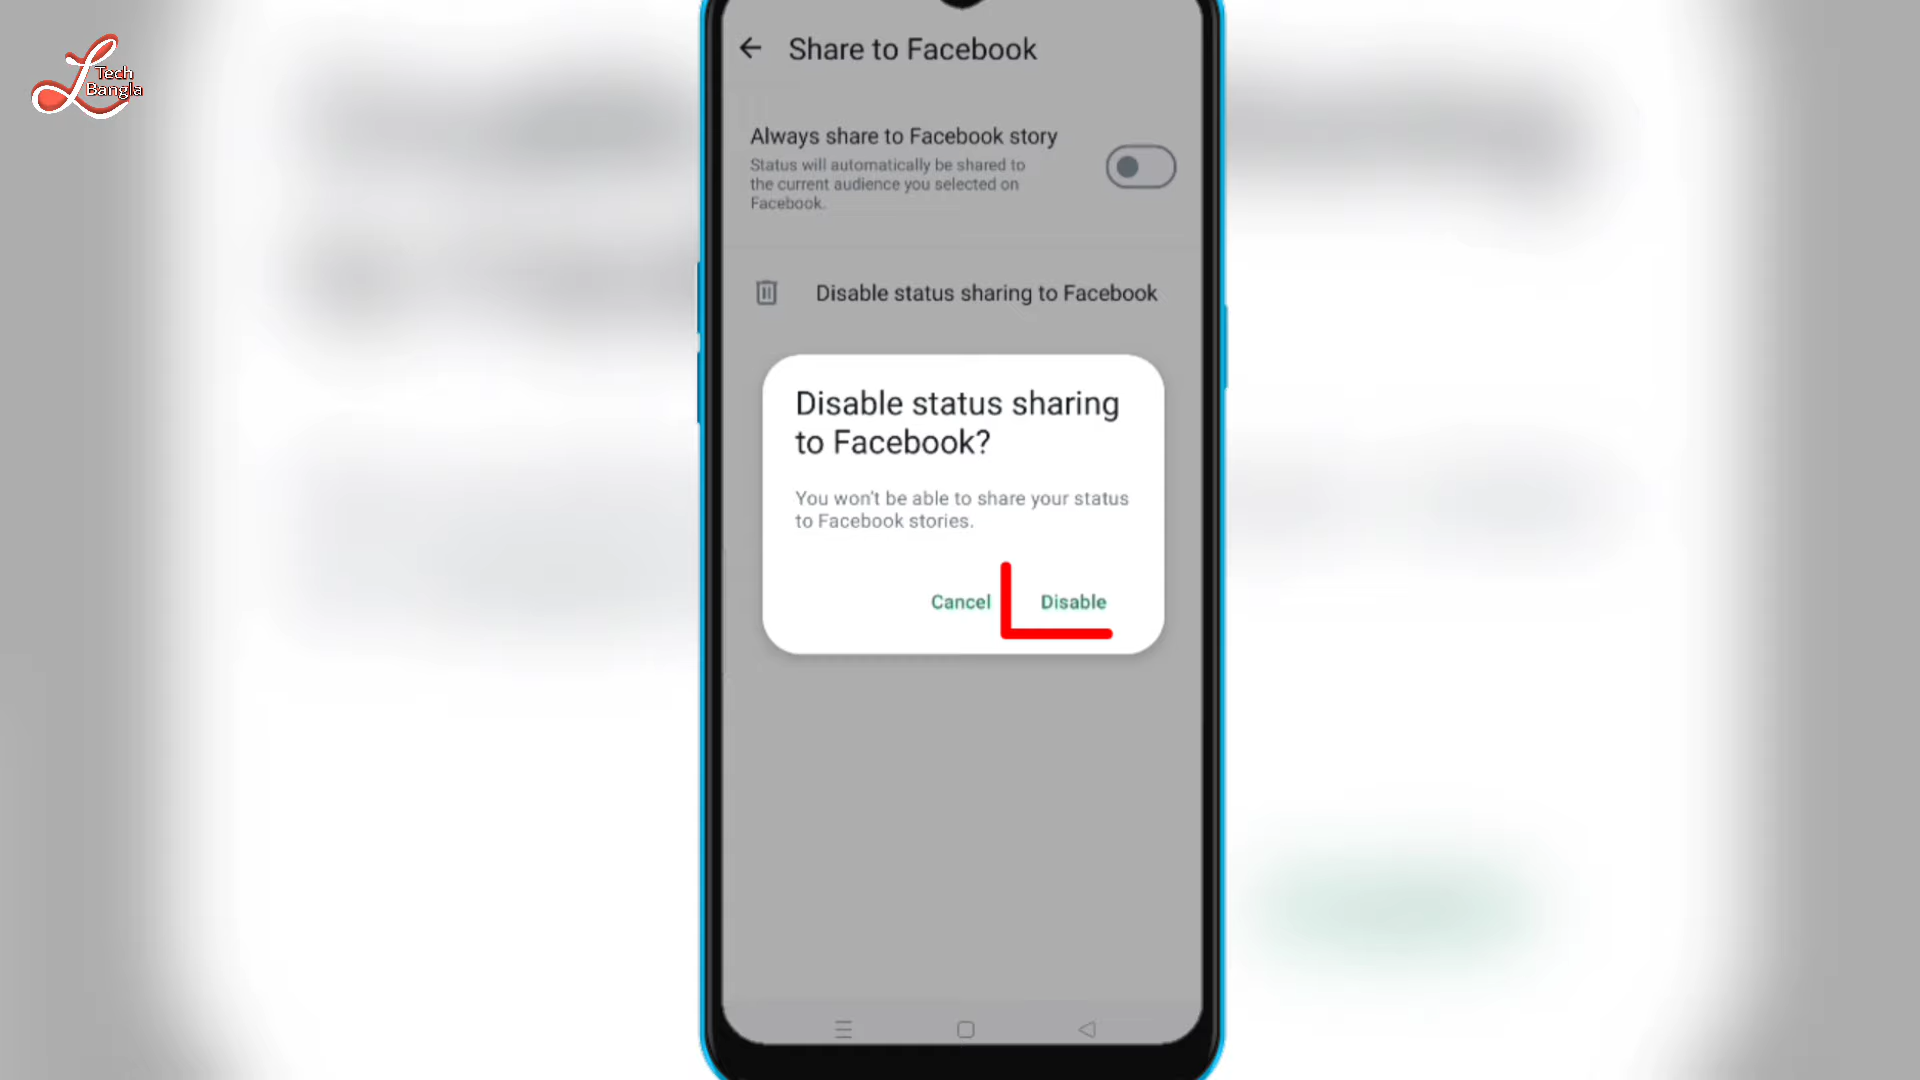 Tech
Bangla
Share to Facebook
Always share to Facebook story
Status will automatically be shared to
the current audience you selected on
Facebook.
Disable status sharing to Facebook
Disable status sharing
to Facebook?
You won't be able to share your status
to Facebook stories.
Cancel
Disable